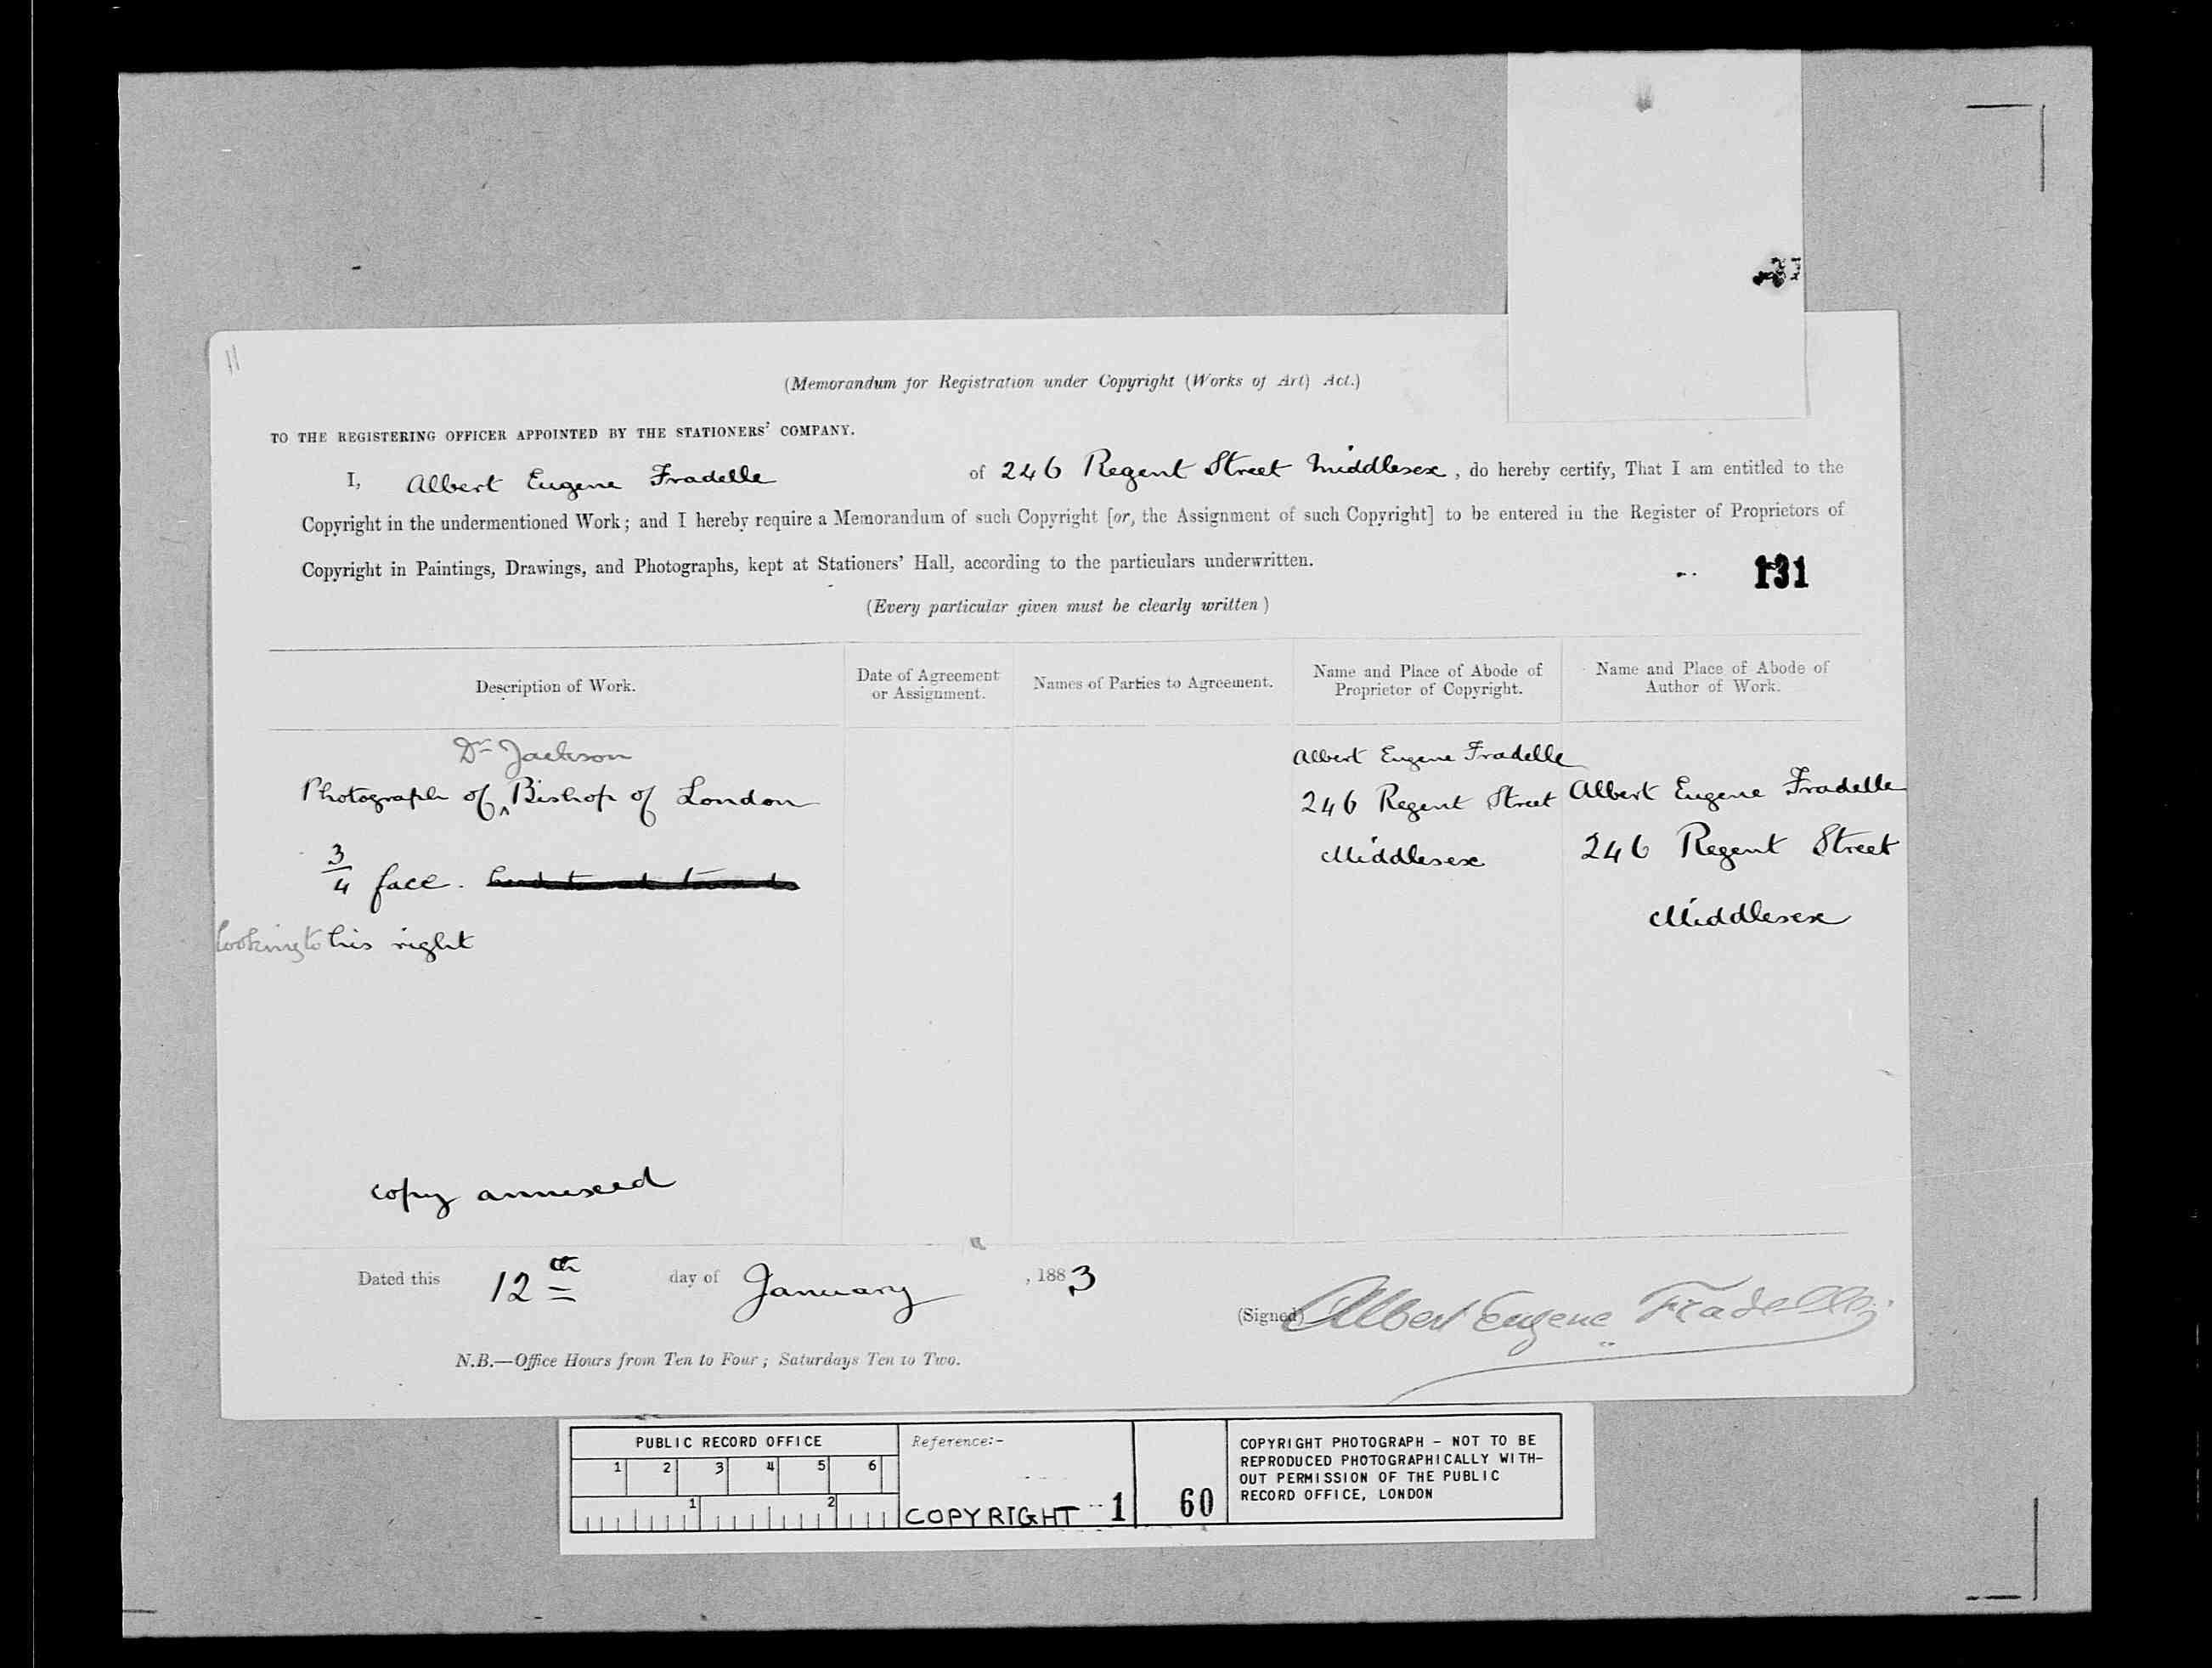 11
(Memorandum for Registration under Copyright (Works of Art) Act.)
TO THE REGISTERING OFFICER APPOINTED BY THE STATIONERS' COMPANY.
I, Albert Eugene Fradelle of 246 Regent Street Middlesex, do hereby certify, That I am entitled to the
Copyright in the undermentioned Work; and I hereby require a Memorandum of such Copyright [or, the Assignment of such Copyright] to be entered in the Register of Proprietors of
Copyright in Paintings, Drawings, and Photographs, kept at Stationers' Hall, according to the particulars underwritten.
131
(Every particular given must be clearly written)
Description of Work.
Date of Agreement
or Assignment.
Names of Parties to Agreement.
Name and Place of Abode of
Proprietor of Copyright.
Name and Place of Abode of
Author of Work.
Dr Jackson
Photograph of ^ Bishop of London
3/4 face. head turned towards
looking to his right
copy annexed
Albert Eugene Fradelle
246 Regent Street
Middlesex
Albert Eugene Fradelle
246 Regent Street
Middlesex
Dated this 12th day of January, 1883
(Signed) Albert Eugene Fradelle
N.B.—Office Hours from Ten to Four; Saturdays Ten to Two.
PUBLIC RECORD OFFICE
1 2 3 4 5 6
1 2
Reference:-
COPYRIGHT 1
60
COPYRIGHT PHOTOGRAPH - NOT TO BE
REPRODUCED PHOTOGRAPHICALLY WITH-
OUT PERMISSION OF THE PUBLIC
RECORD OFFICE, LONDON